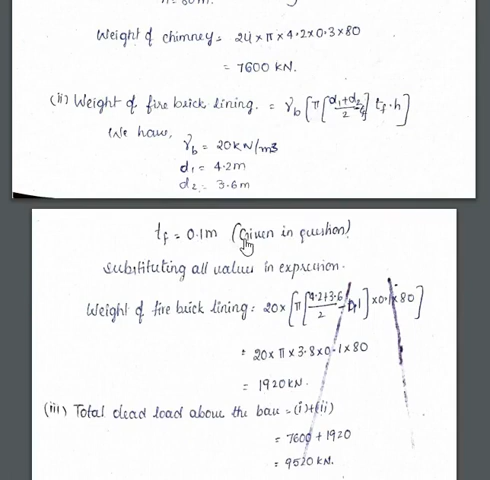 Weight of chimney = 24 × π × 4.2 × 0.3 × 80
= 7600 KN.
(ii) Weight of fire brick lining. = γb [π [d1+d2/2 - tf] tf . h]
We have,
γb = 20 KN/m3
d1 = 4.2m
d2 = 3.6m
tf = 0.1m (Given in question)
substituting all values in expression.
Weight of fire brick lining = 20 × [π [4.2+3.6/2 - 0.1] × 0.1 × 80]
= 20 × π × 3.8 × 0.1 × 80
= 1920 KN.
(iii) Total dead load above the base = (i)+(ii)
= 7600 + 1920
= 9520 KN.